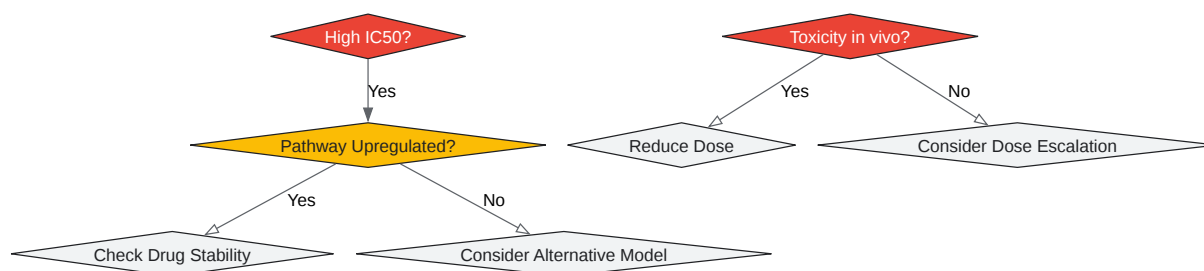 High IC50?
Toxicity in vivo?
Yes
Yes
No
Pathway Upregulated?
Reduce Dose
Consider Dose Escalation
Yes
No
Check Drug Stability
Consider Alternative Model